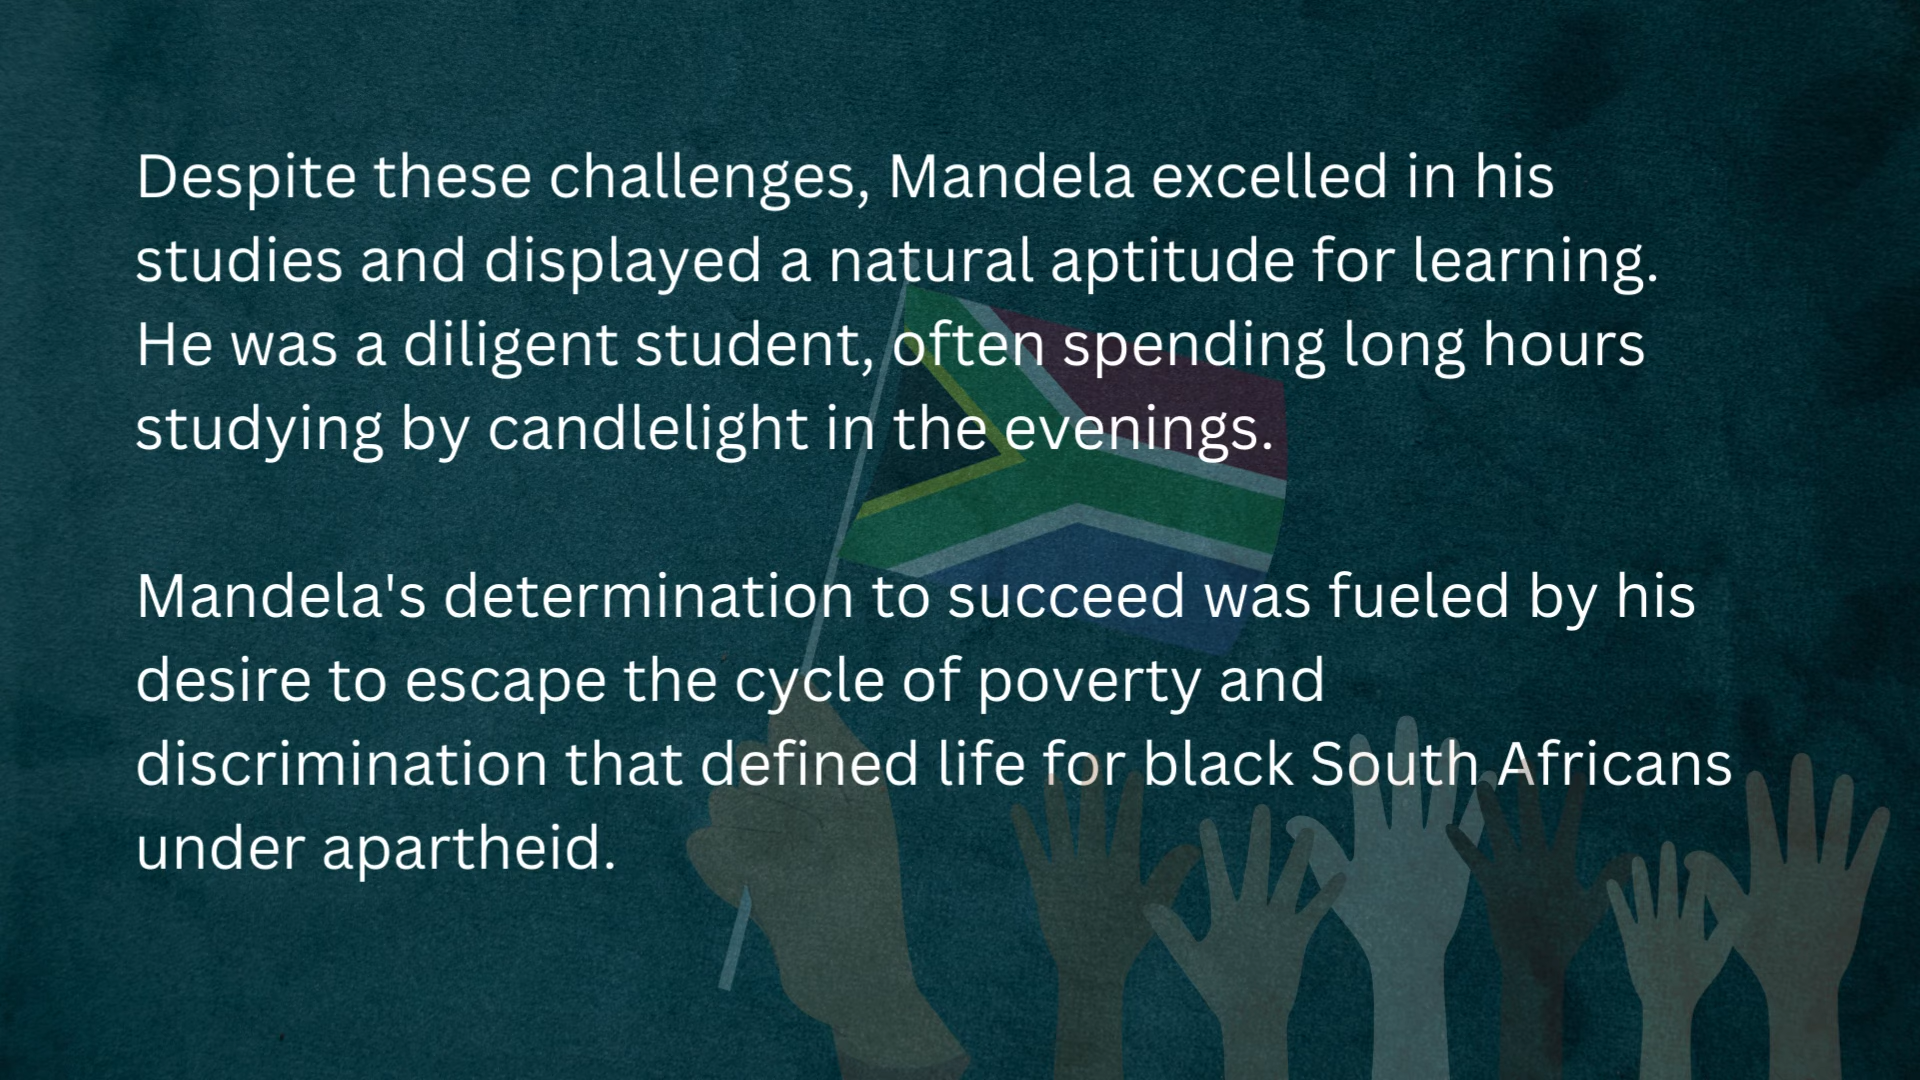 Despite these challenges, Mandela excelled in his
studies and displayed a natural aptitude for learning.
He was a diligent student, often spending long hours
studying by candlelight in the evenings.
Mandela's determination to succeed was fueled by his
desire to escape the cycle of poverty and
discrimination that defined life for black South Africans
under apartheid.